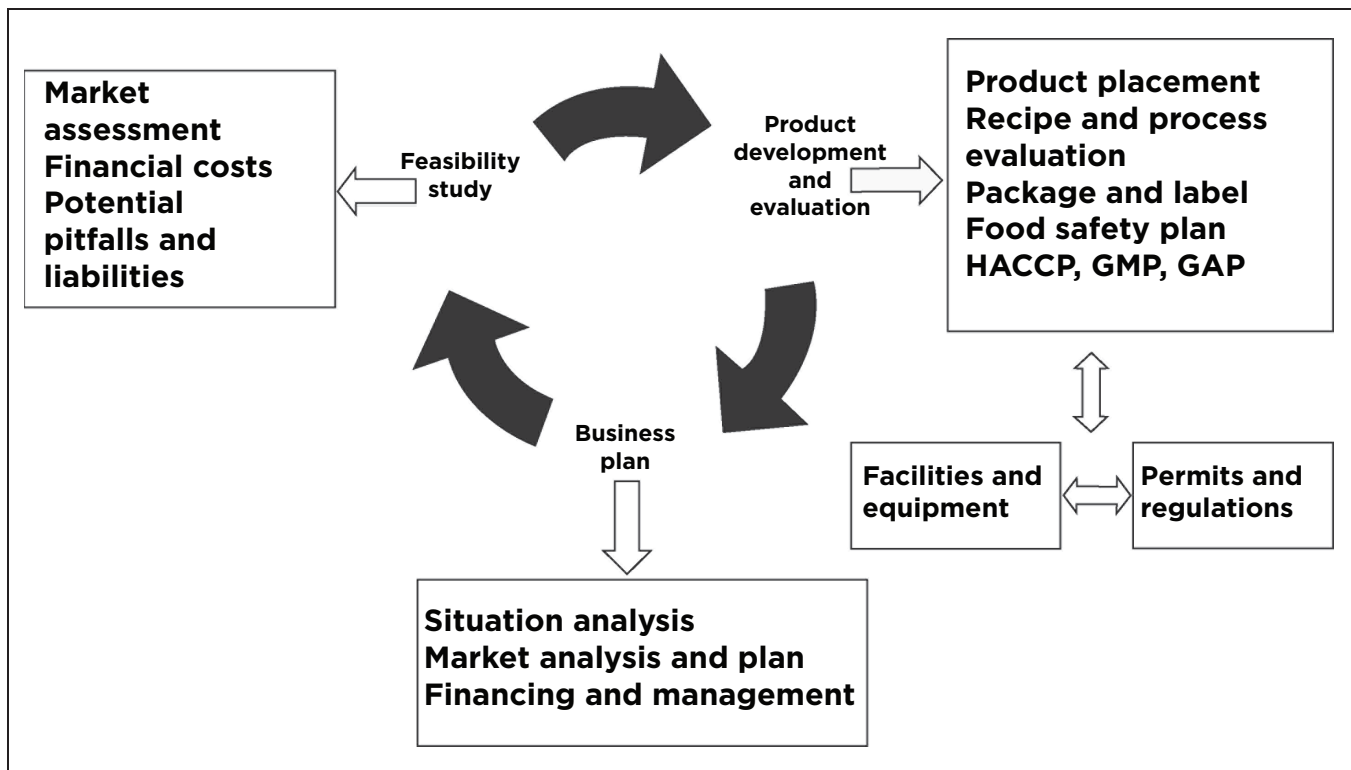 Market
assessment
Financial costs
Potential
pitfalls and
liabilities
Feasibility
study
Product
development
and
evaluation
Product placement
Recipe and process
evaluation
Package and label
Food safety plan
HACCP, GMP, GAP
Facilities and
equipment
Permits and
regulations
Business
plan
Situation analysis
Market analysis and plan
Financing and management